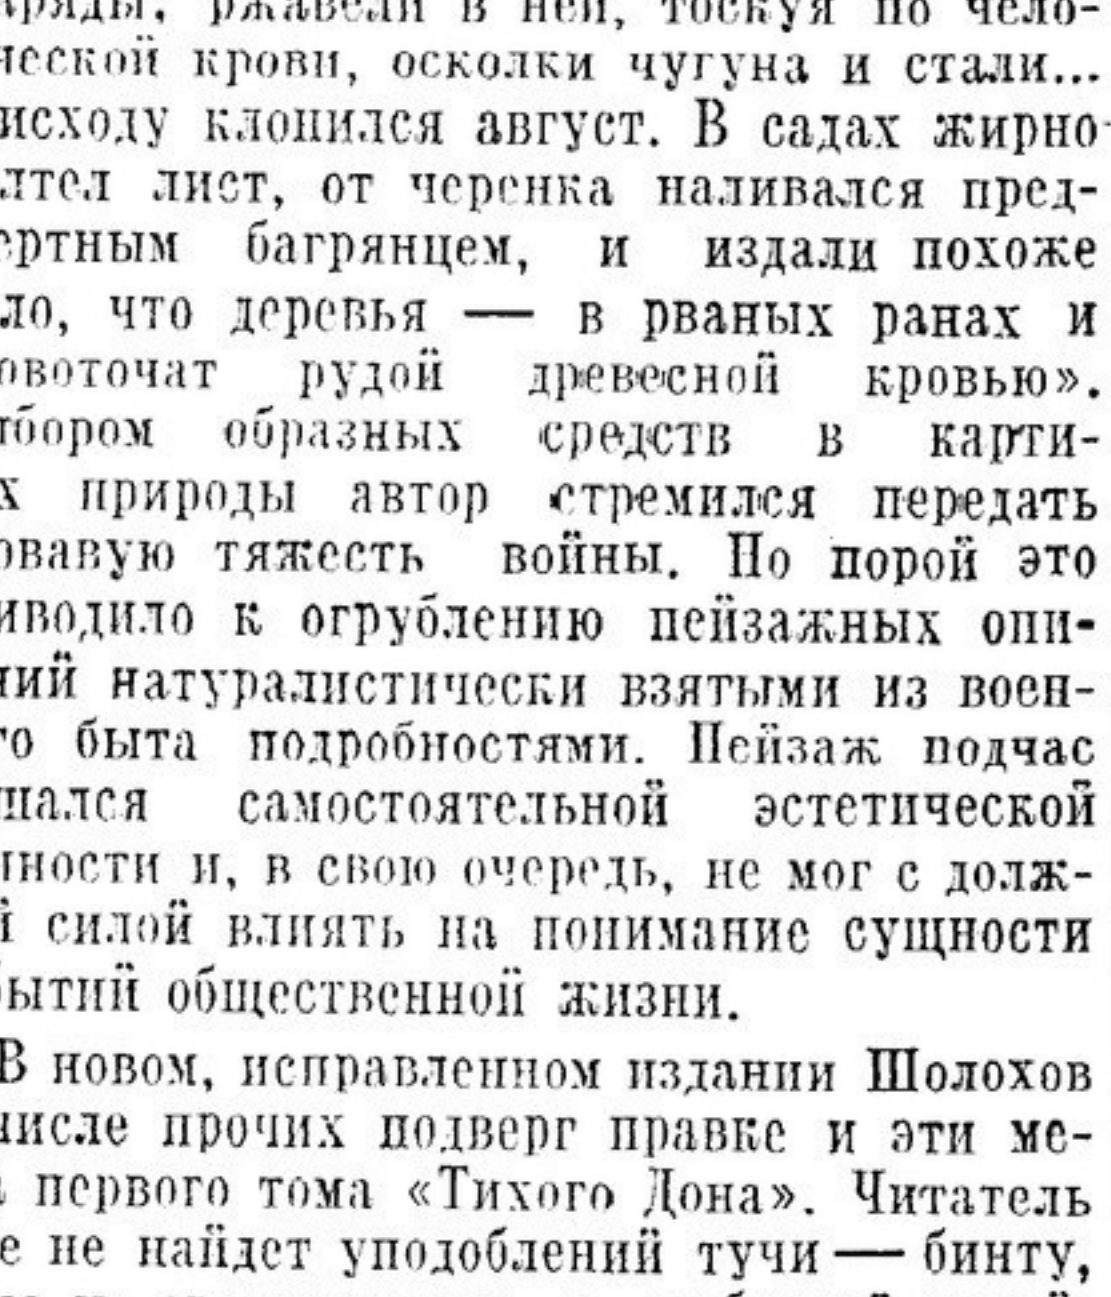 ряды, ржавели в ней, тоскуя по чело-
ческой крови, осколки чугуна и стали...
исходу клонился август. В садах жирно
лтел лист, от черенка наливался пред-
ертным багрянцем, и издали похоже
ло, что деревья — в рваных ранах и
овоточат рудой древесной кровью».
тбором образных средств в карти-
х природы автор стремился передать
овавую тяжесть войны. Но порой это
иводило к огрублению пейзажных опи-
ний натуралистически взятыми из воен-
го быта подробностями. Пейзаж подчас
шался самостоятельной эстетической
нности и, в свою очередь, не мог с долж-
й силой влиять на понимание сущности
бытий общественной жизни.
В новом, исправленном издании Шолохов
числе прочих подверг правке и эти ме-
а первого тома «Тихого Дона». Читатель
е не найдет уподоблений тучи — бинту,